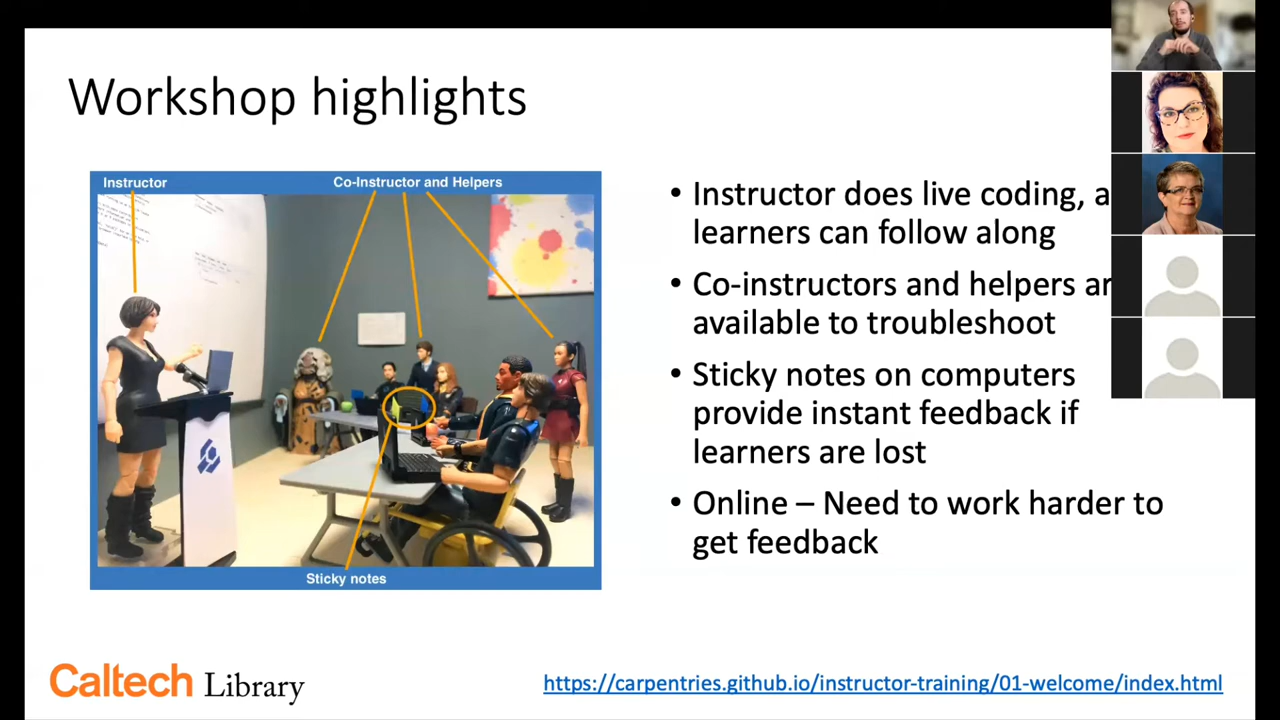 Workshop highlights
Instructor
Co-Instructor and Helpers
Sticky notes
• Instructor does live coding, a
learners can follow along
• Co-instructors and helpers ar
available to troubleshoot
• Sticky notes on computers
provide instant feedback if
learners are lost
• Online – Need to work harder to
get feedback
Caltech Library
https://carpentries.github.io/instructor-training/01-welcome/index.html